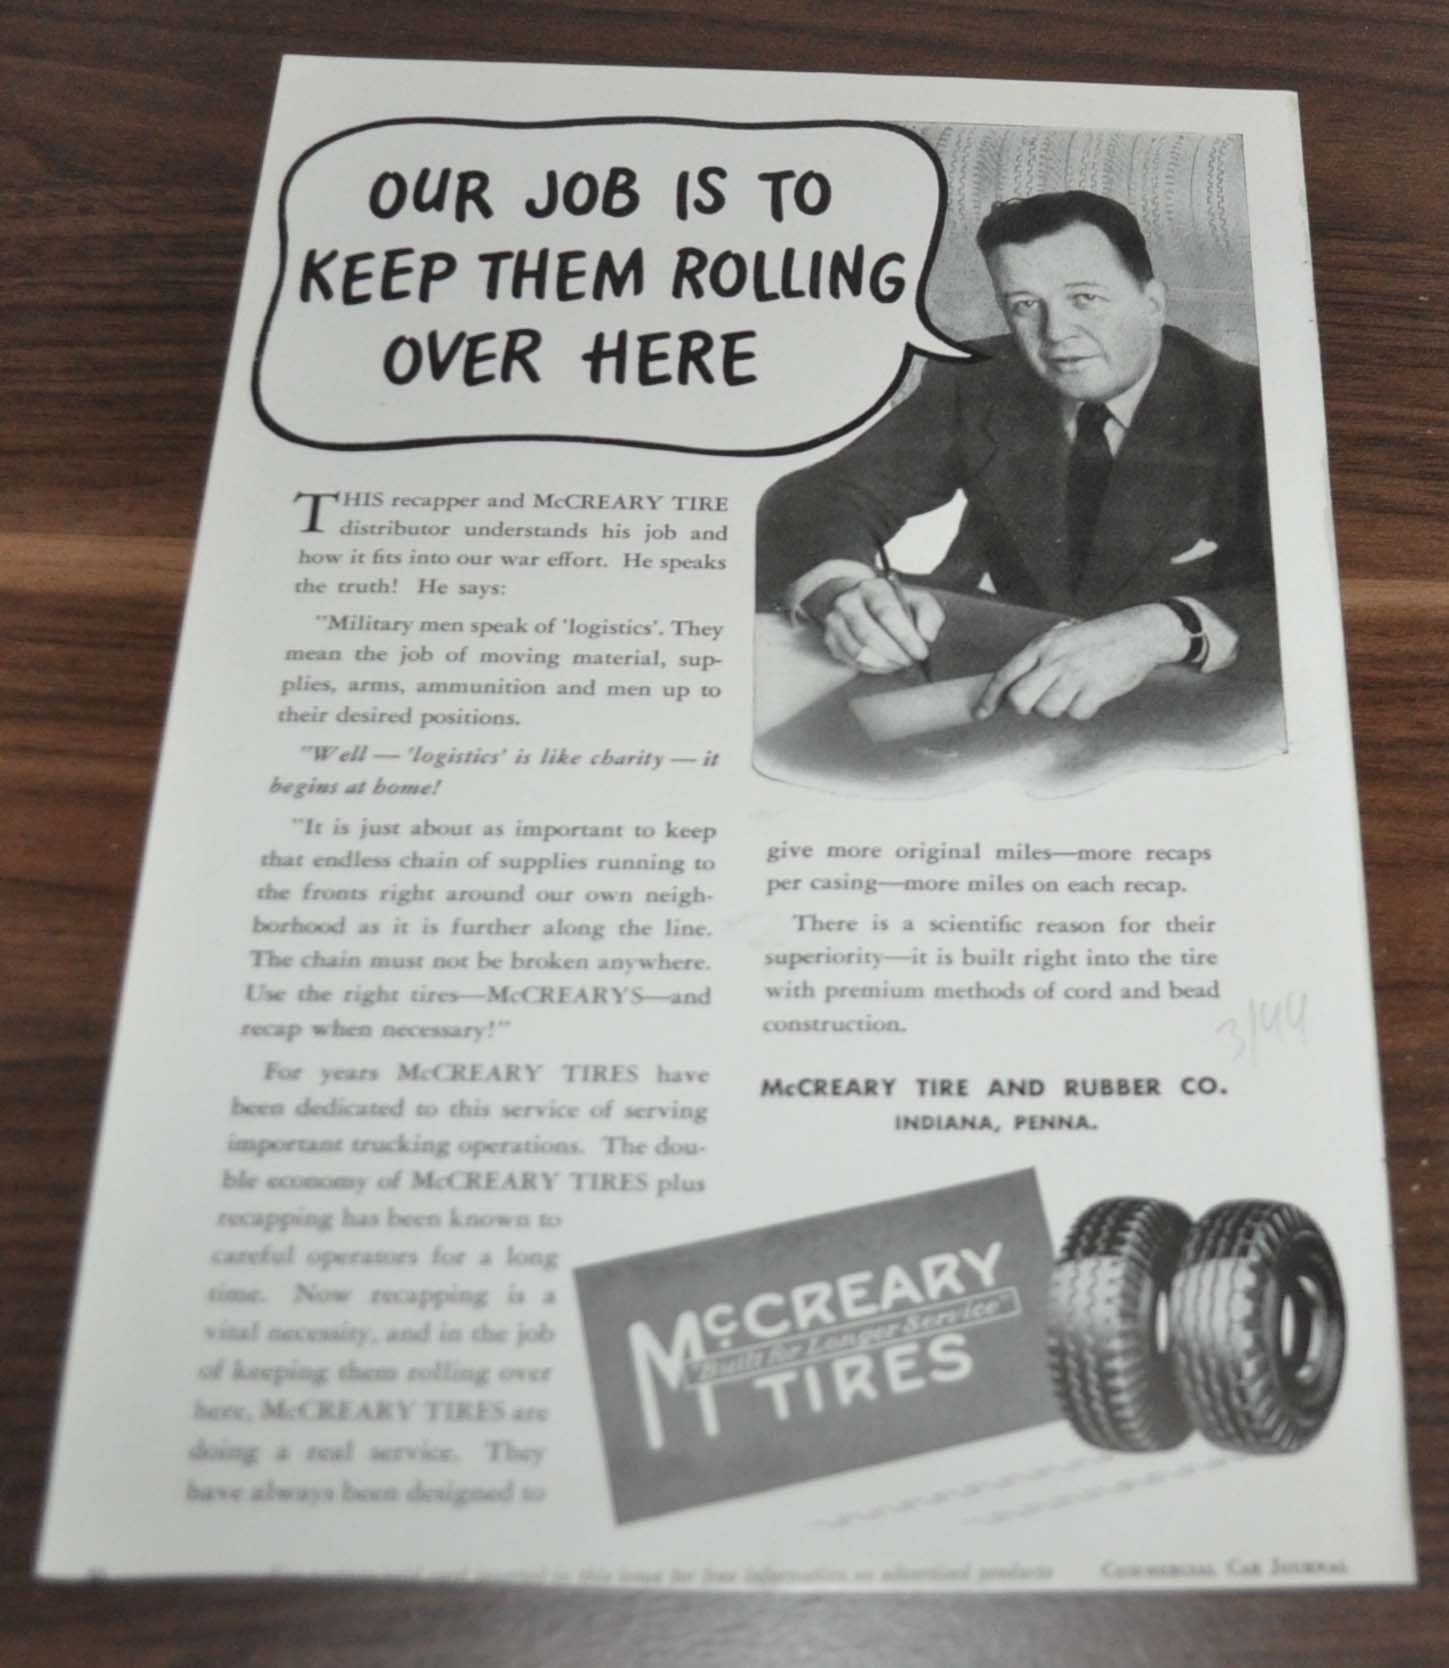 OUR JOB IS TO
KEEP THEM ROLLING
OVER HERE
THIS recapper and McCREARY TIRE
distributor understands his job and
how it fits into our war effort. He speaks
the truth! He says:
"Military men speak of 'logistics'. They
mean the job of moving material, sup-
plies, arms, ammunition and men up to
their desired positions.
"Well — 'logistics' is like charity — it
begins at home!
"It is just about as important to keep
that endless chain of supplies running to
the fronts right around our own neigh-
borhood as it is further along the line.
The chain must not be broken anywhere.
Use the right tires—McCREARYS—and
recap when necessary!"
For years McCREARY TIRES have
been dedicated to this service of serving
important trucking operations. The dou-
ble economy of McCREARY TIRES plus
recapping has been known to
careful operators for a long
time. Now recapping is a
vital necessity, and in the job
of keeping them rolling over
here, McCREARY TIRES are
doing a real service. They
have always been designed to
give more original miles—more recaps
per casing—more miles on each recap.
There is a scientific reason for their
superiority—it is built right into the tire
with premium methods of cord and bead
construction.
3/44
McCREARY TIRE AND RUBBER CO.
INDIANA, PENNA.
McCREARY
"Built for Longer Service"
TIRES
in this issue for free information on advertised products
COMMERCIAL CAR JOURNAL